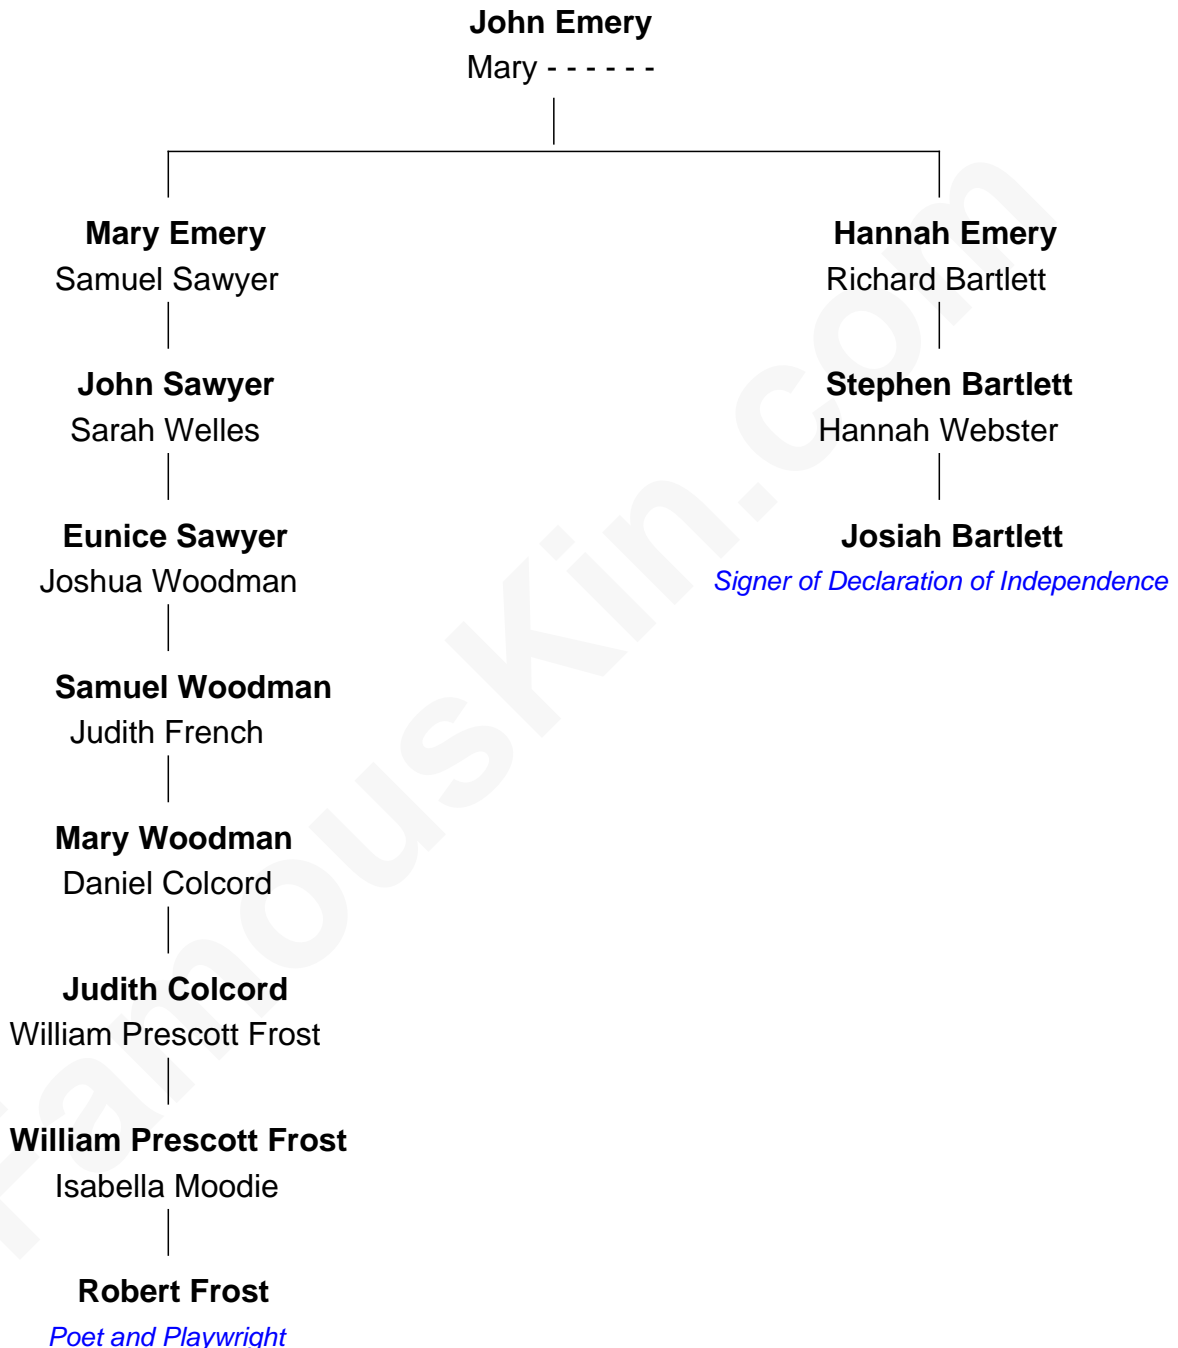 John Emery
Mary - - - - - -
Mary Emery
Samuel Sawyer
Hannah Emery
Richard Bartlett
John Sawyer
Sarah Welles
Stephen Bartlett
Hannah Webster
Eunice Sawyer
Joshua Woodman
Josiah Bartlett
Signer of Declaration of Independence
Samuel Woodman
Judith French
Mary Woodman
Daniel Colcord
Judith Colcord
William Prescott Frost
William Prescott Frost
Isabella Moodie
Robert Frost
Poet and Playwright
FamousKin.com